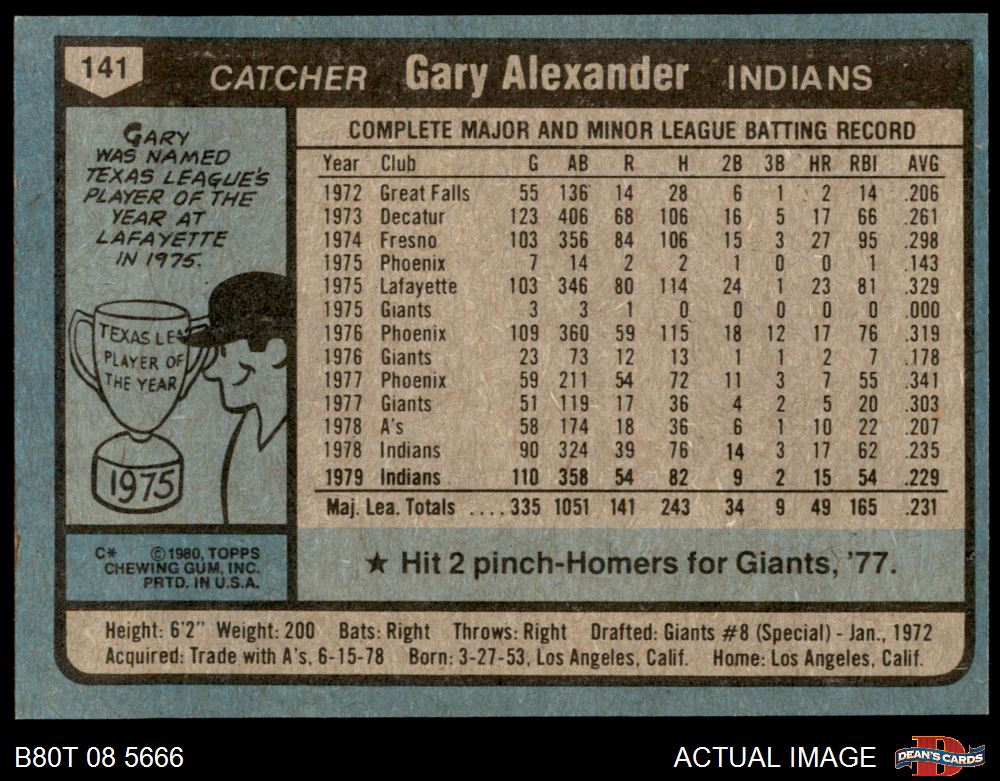 141 CATCHER Gary Alexander INDIANS
GARY
WAS NAMED
TEXAS LEAGUE'S
PLAYER OF THE
YEAR AT
LAFAYETTE
IN 1975.
TEXAS LEA
PLAYER OF
THE YEAR
1975
C* ©1980, TOPPS
CHEWING GUM, INC.
PRTD. IN U.S.A.
COMPLETE MAJOR AND MINOR LEAGUE BATTING RECORD
Year Club G AB R H 2B 3B HR RBI AVG
1972 Great Falls 55 136 14 28 6 1 2 14 .206
1973 Decatur 123 406 68 106 16 5 17 66 .261
1974 Fresno 103 356 84 106 15 3 27 95 .298
1975 Phoenix 7 14 2 2 1 0 0 1 .143
1975 Lafayette 103 346 80 114 24 1 23 81 .329
1975 Giants 3 3 1 0 0 0 0 0 .000
1976 Phoenix 109 360 59 115 18 12 17 76 .319
1976 Giants 23 73 12 13 1 1 2 7 .178
1977 Phoenix 59 211 54 72 11 3 7 55 .341
1977 Giants 51 119 17 36 4 2 5 20 .303
1978 A's 58 174 18 36 6 1 10 22 .207
1978 Indians 90 324 39 76 14 3 17 62 .235
1979 Indians 110 358 54 82 9 2 15 54 .229
Maj. Lea. Totals ....335 1051 141 243 34 9 49 165 .231
★ Hit 2 pinch-Homers for Giants, '77.
Height: 6'2" Weight: 200 Bats: Right Throws: Right Drafted: Giants #8 (Special) - Jan., 1972
Acquired: Trade with A's, 6-15-78 Born: 3-27-53, Los Angeles, Calif. Home: Los Angeles, Calif.
B80T 08 5666 ACTUAL IMAGE DEAN'S CARDS